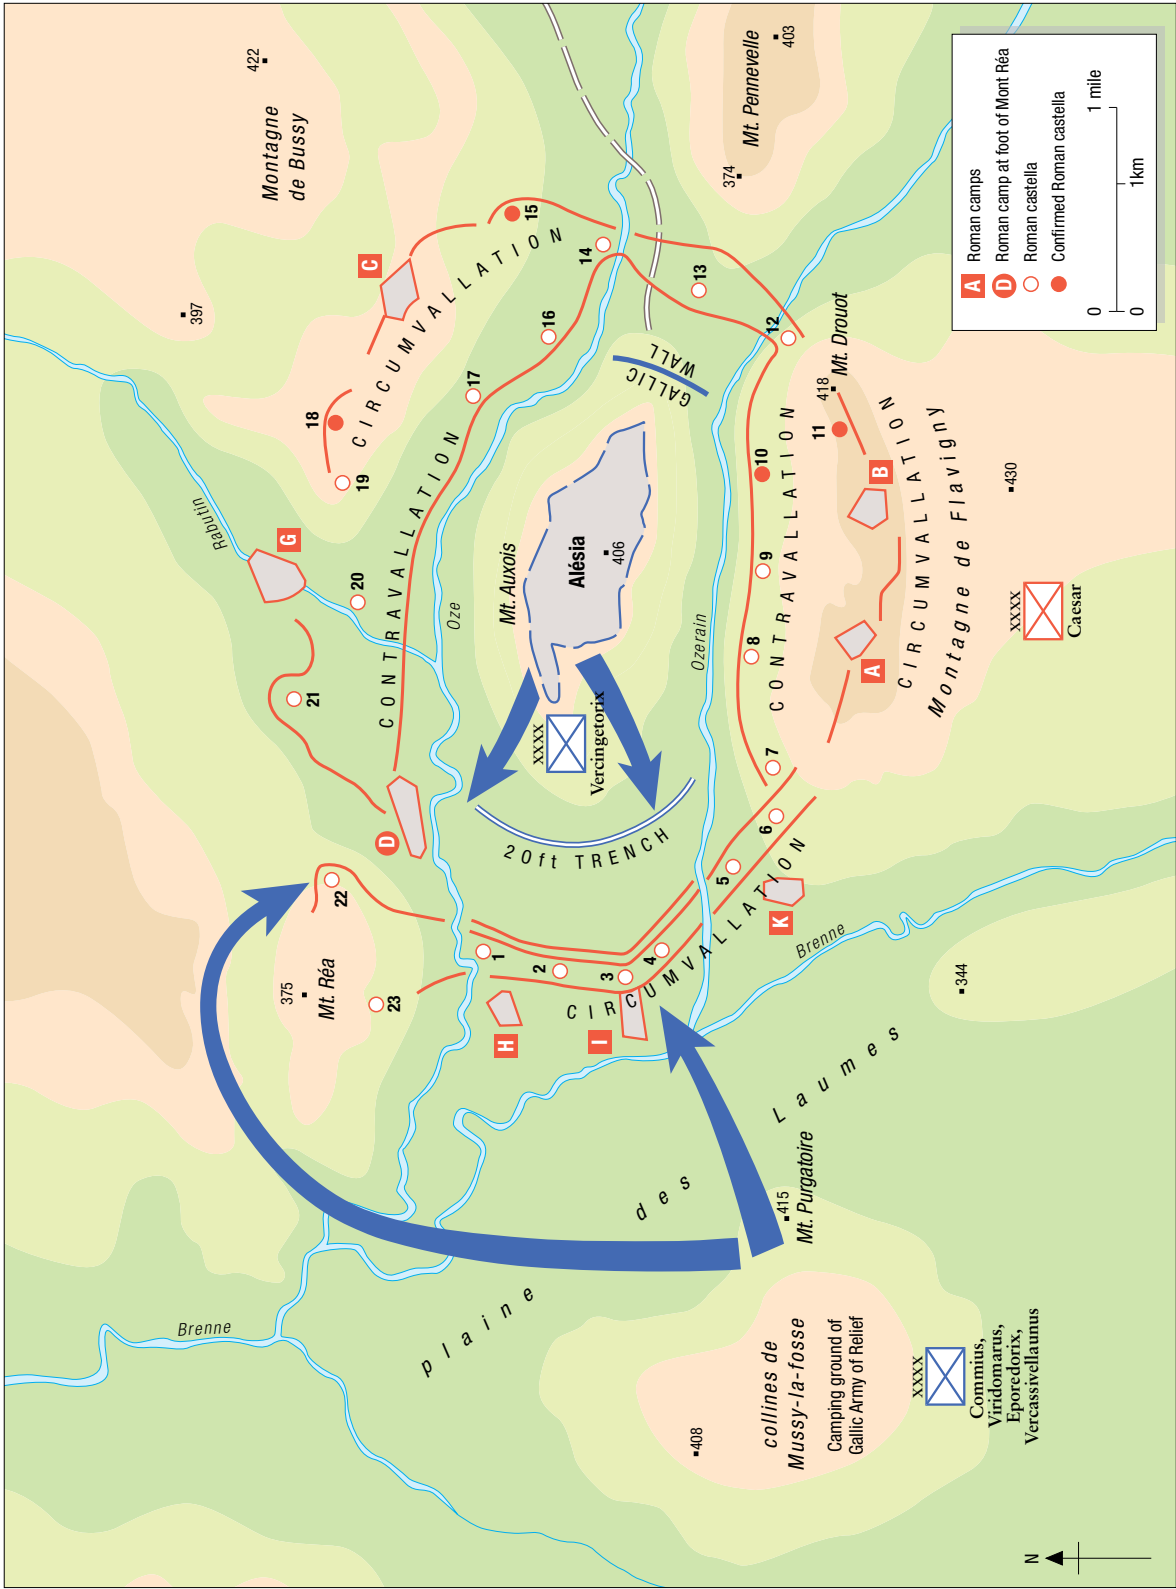 422
Montagne
de Bussy
397
Rabutin
C
15
CIRCUMVALLATION
14
13
403
Mt. Pennevelle
374
16
17
18
19
G
20
21
CONTRAVALLATION
Oze
GALLIC
WALL
12
Mt. Auxois
Alésia
406
Ozerain
418
Mt. Drouot
11
10
9
8
7
CONTRAVALLATION
B
A
CIRCUMVALLATION
Montagne de Flavigny
430
XXXX
Caesar
XXXX
Vercingetorix
20ft TRENCH
D
22
375
Mt. Réa
23
1
2
3
4
5
6
H
I
K
CIRCUMVALLATION
Brenne
344
plaine des Laumes
Brenne
415
Mt. Purgatoire
408
collines de
Mussy-la-fosse
Camping ground of
Gallic Army of Relief
XXXX
Commius,
Viridomarus,
Eporedorix,
Vercassivellaunus
N
A Roman camps
D Roman camp at foot of Mont Réa
Roman castella
Confirmed Roman castella
0 1 mile
0 1km